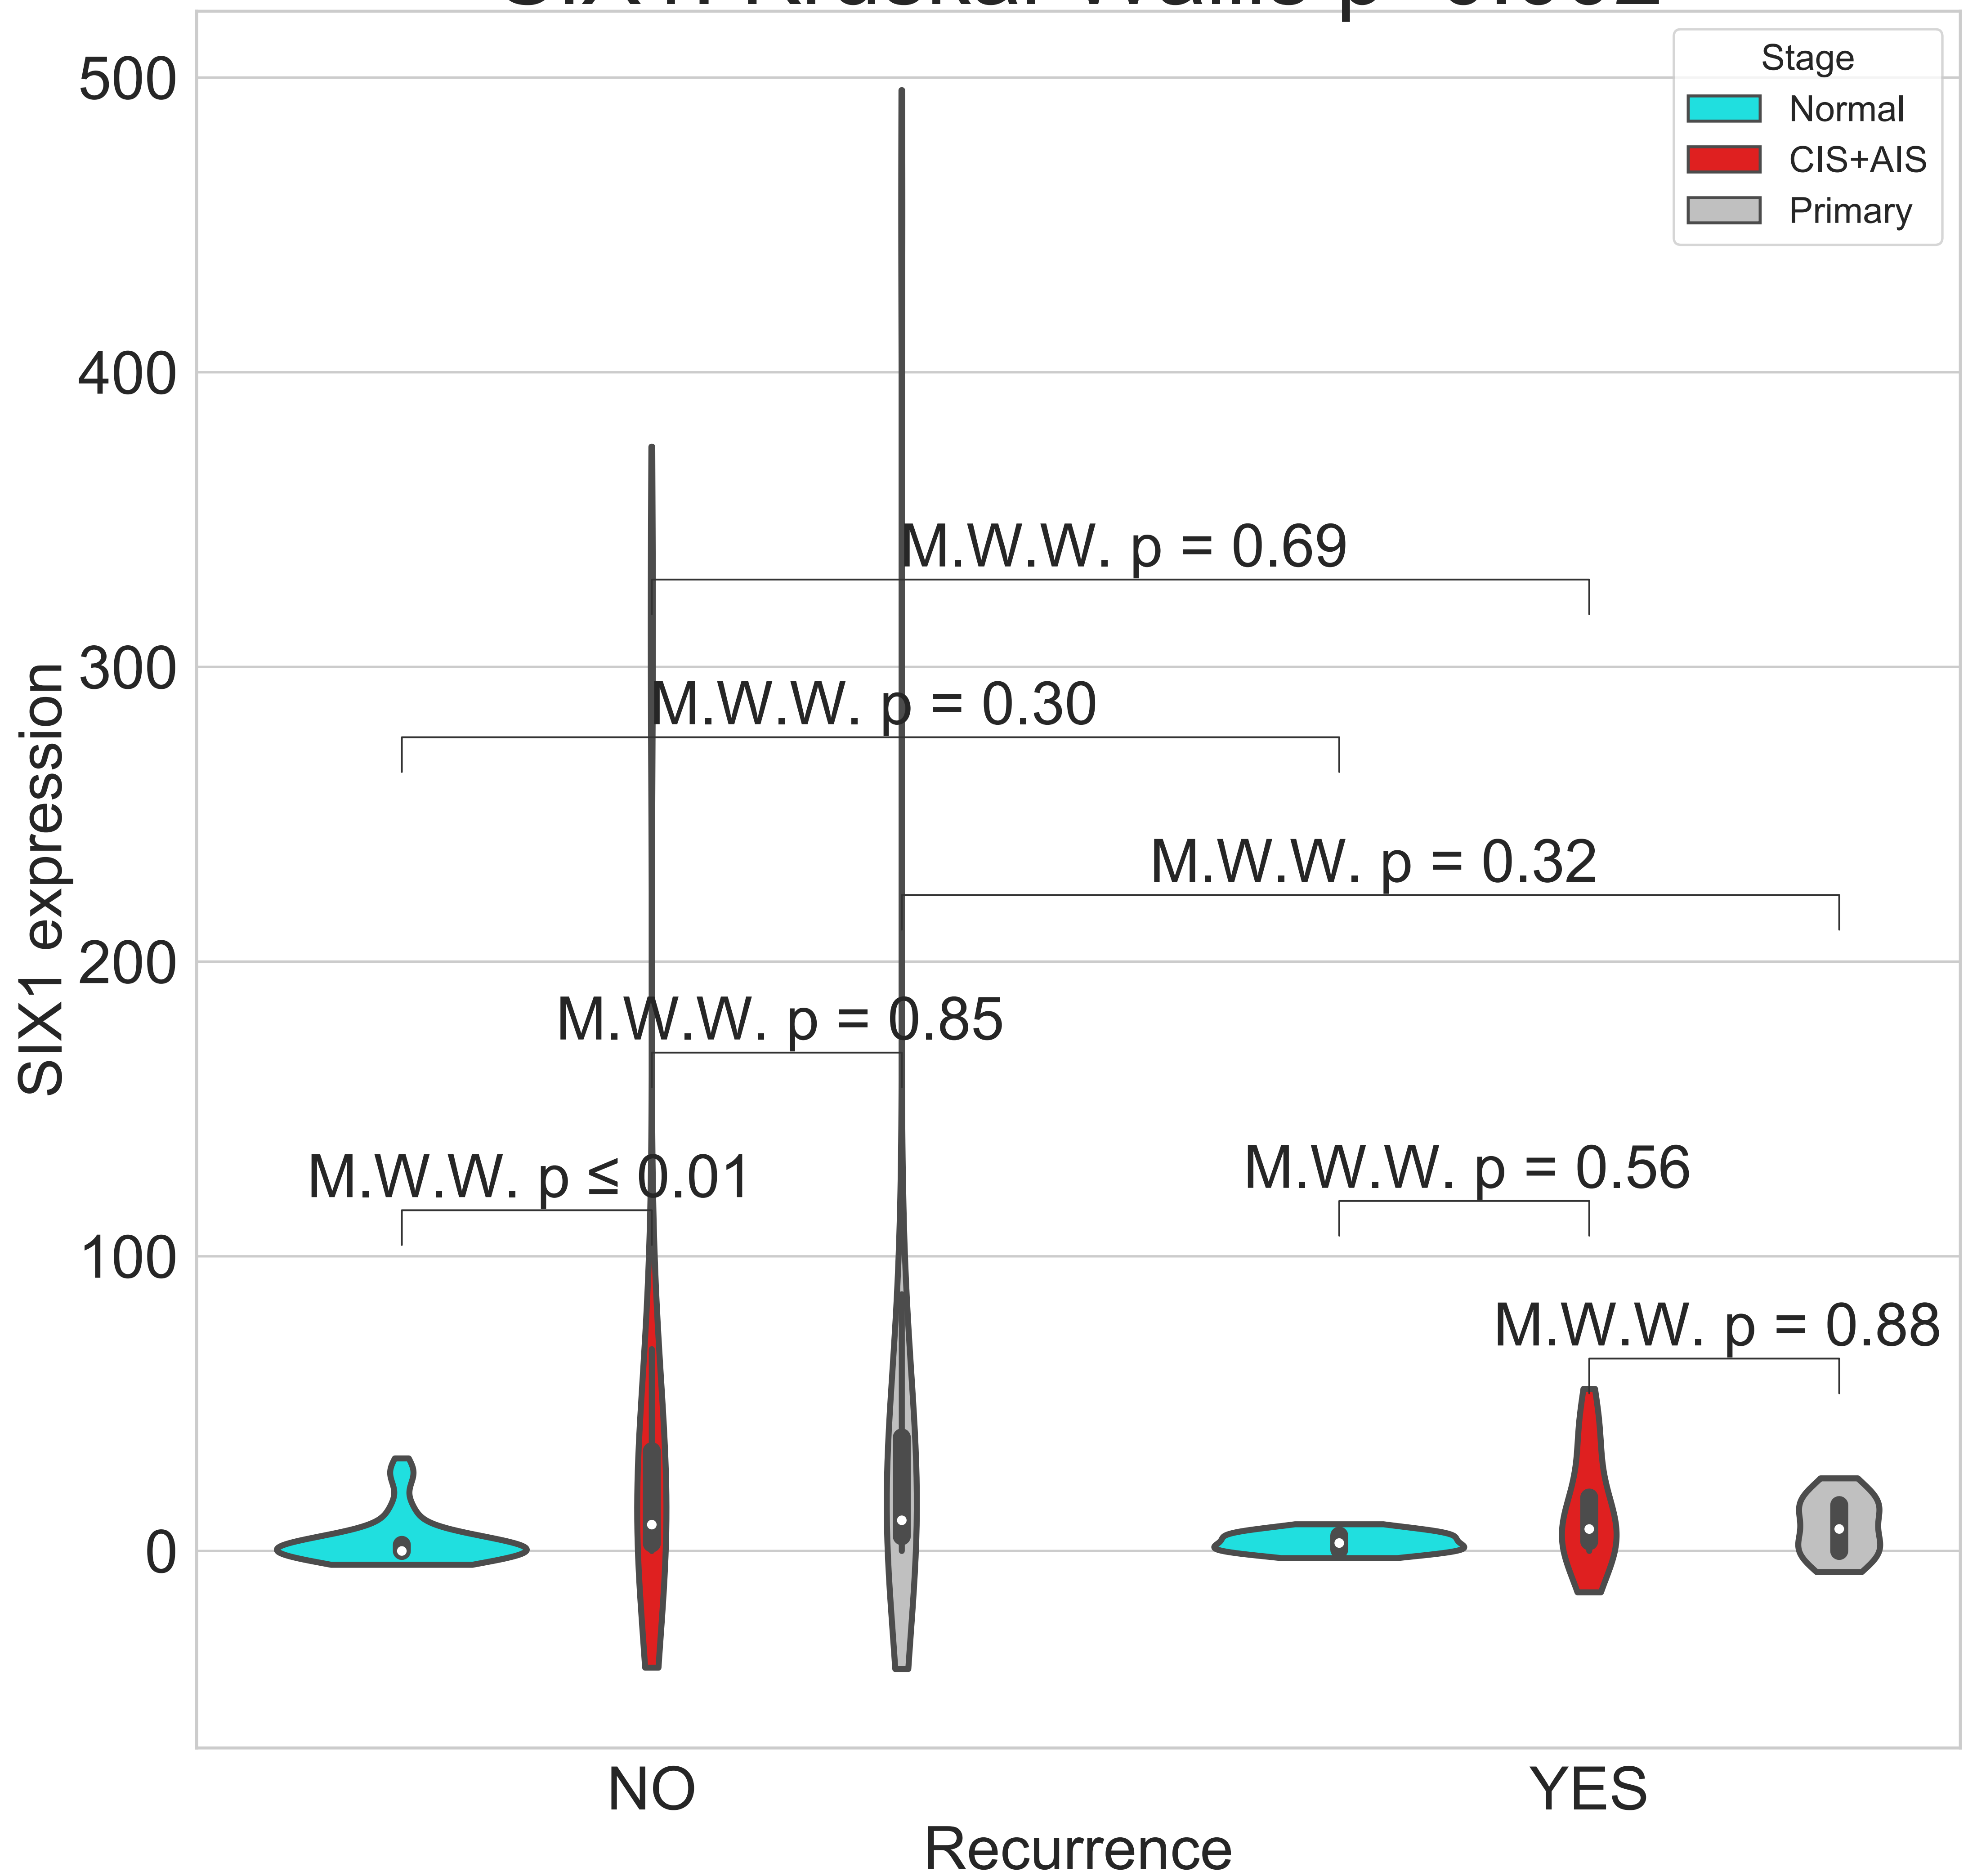 500
400
300
200
100
0
SIX1 expression
Stage
Normal
CIS+AIS
Primary
M.W.W. p = 0.69
M.W.W. p = 0.30
M.W.W. p = 0.32
M.W.W. p = 0.85
M.W.W. p ≤ 0.01
M.W.W. p = 0.56
M.W.W. p = 0.88
NO
YES
Recurrence